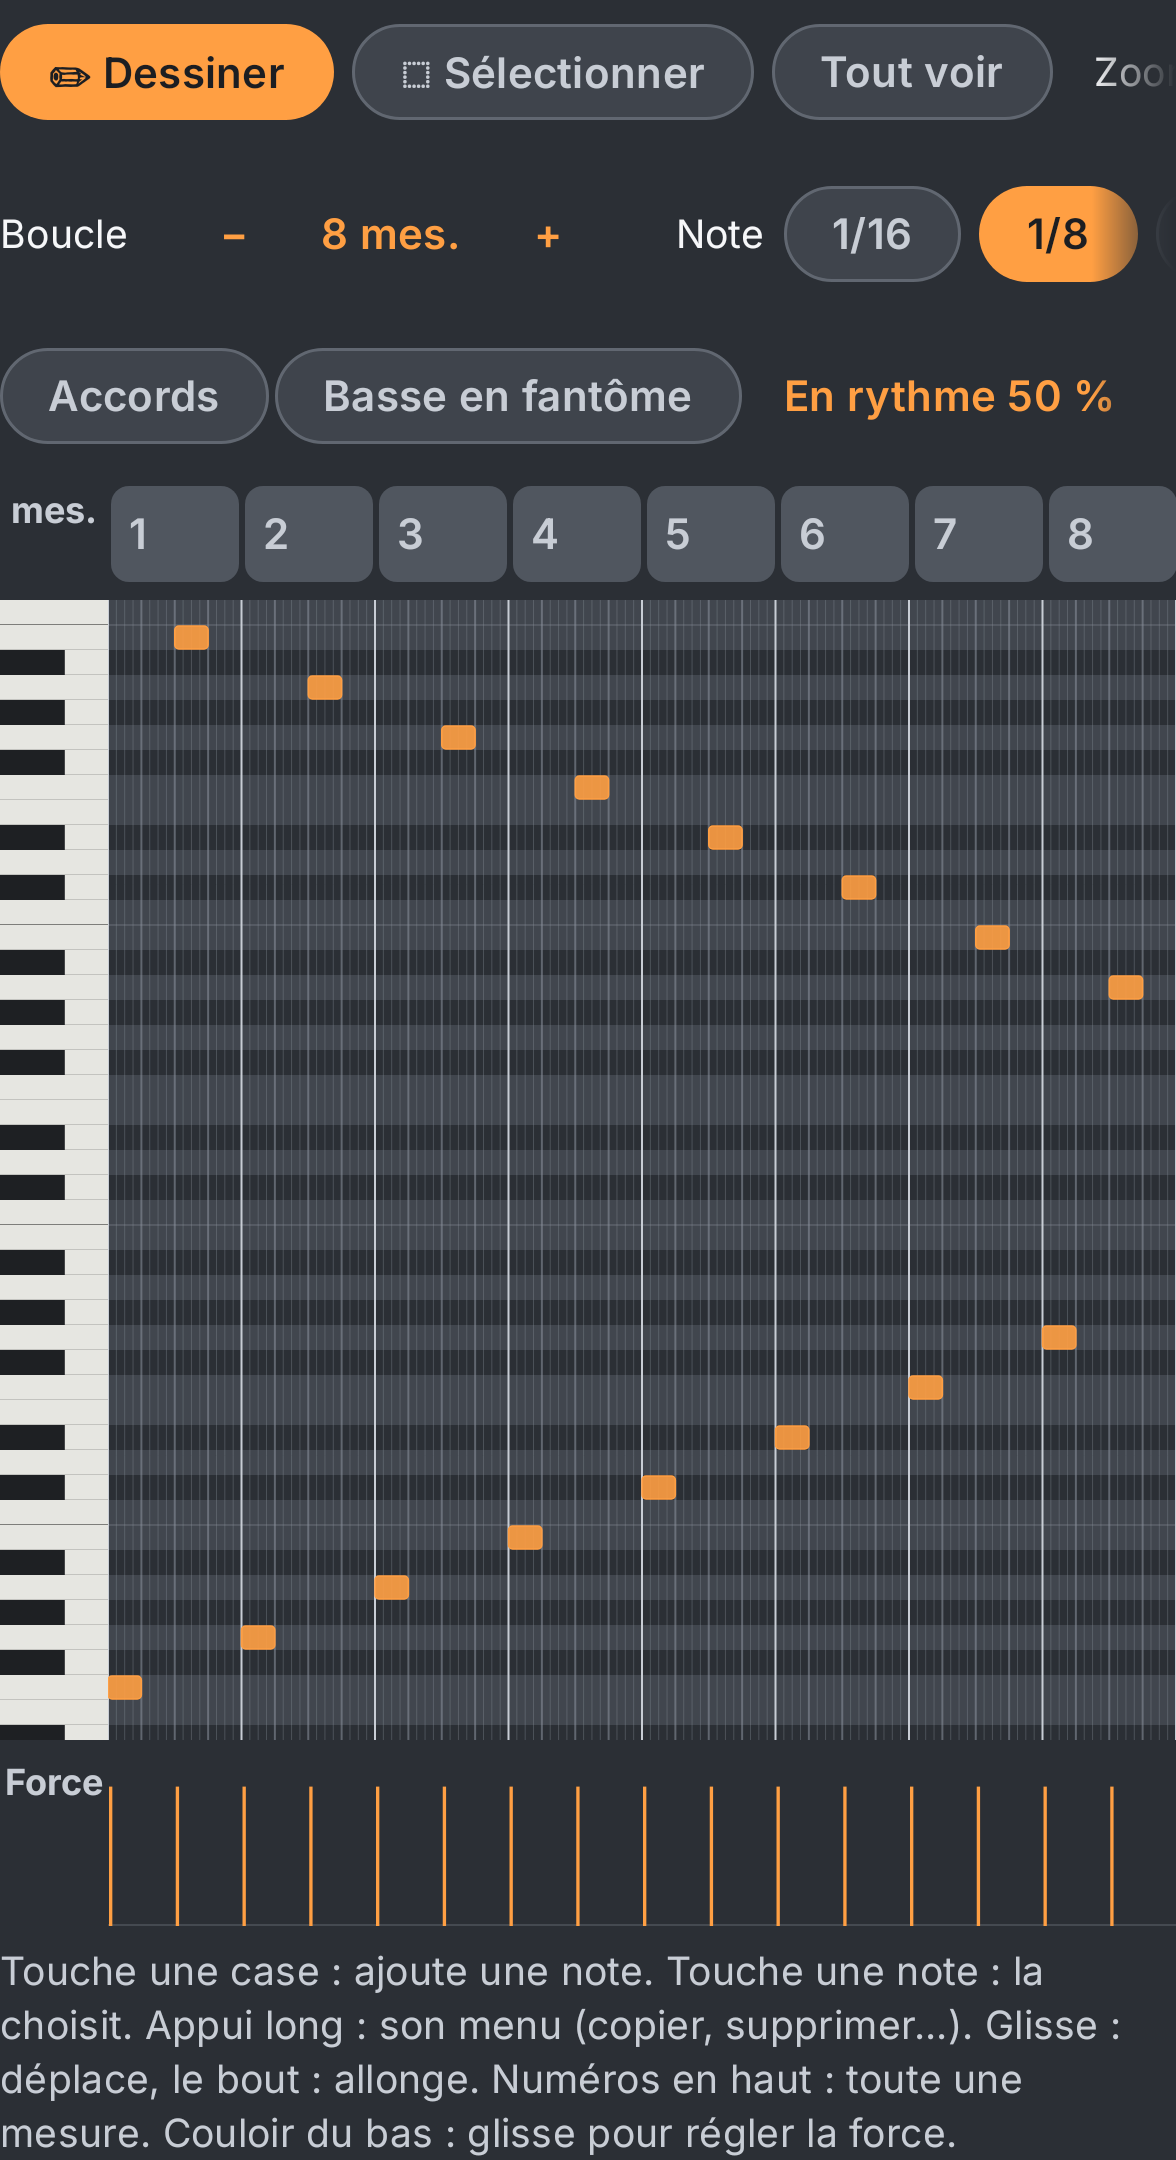 ✏ Dessiner Sélectionner Tout voir
Boucle − 8 mes. + Note 1/16 1/8
Accords Basse en fantôme En rythme 50 %
mes. 1 2 3 4 5 6 7 8
Force
Touche une case : ajoute une note. Touche une note : la
choisit. Appui long : son menu (copier, supprimer…). Glisse :
déplace, le bout : allonge. Numéros en haut : toute une
mesure. Couloir du bas : glisse pour régler la force.